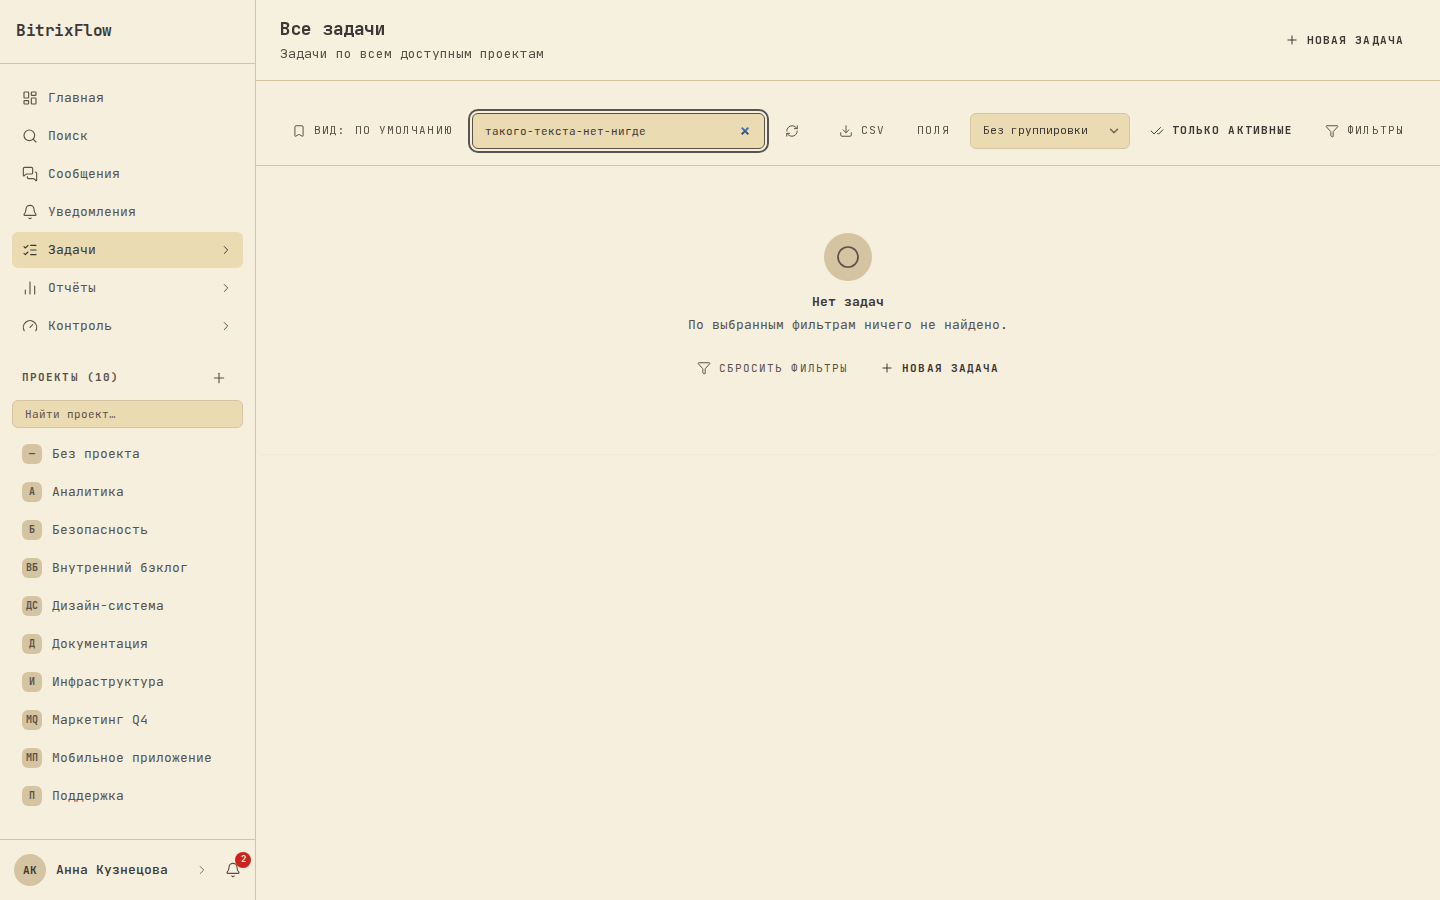 BitrixFlow
Главная
Поиск
Сообщения
Уведомления
Задачи
Отчёты
Контроль
ПРОЕКТЫ (10)
Найти проект…
— Без проекта
А Аналитика
Б Безопасность
ВБ Внутренний бэклог
ДС Дизайн-система
Д Документация
И Инфраструктура
MQ Маркетинг Q4
МП Мобильное приложение
П Поддержка
АК Анна Кузнецова 2
Все задачи
Задачи по всем доступным проектам
+ НОВАЯ ЗАДАЧА
ВИД: ПО УМОЛЧАНИЮ такого-текста-нет-нигде × CSV ПОЛЯ Без группировки ТОЛЬКО АКТИВНЫЕ ФИЛЬТРЫ
Нет задач
По выбранным фильтрам ничего не найдено.
СБРОСИТЬ ФИЛЬТРЫ + НОВАЯ ЗАДАЧА